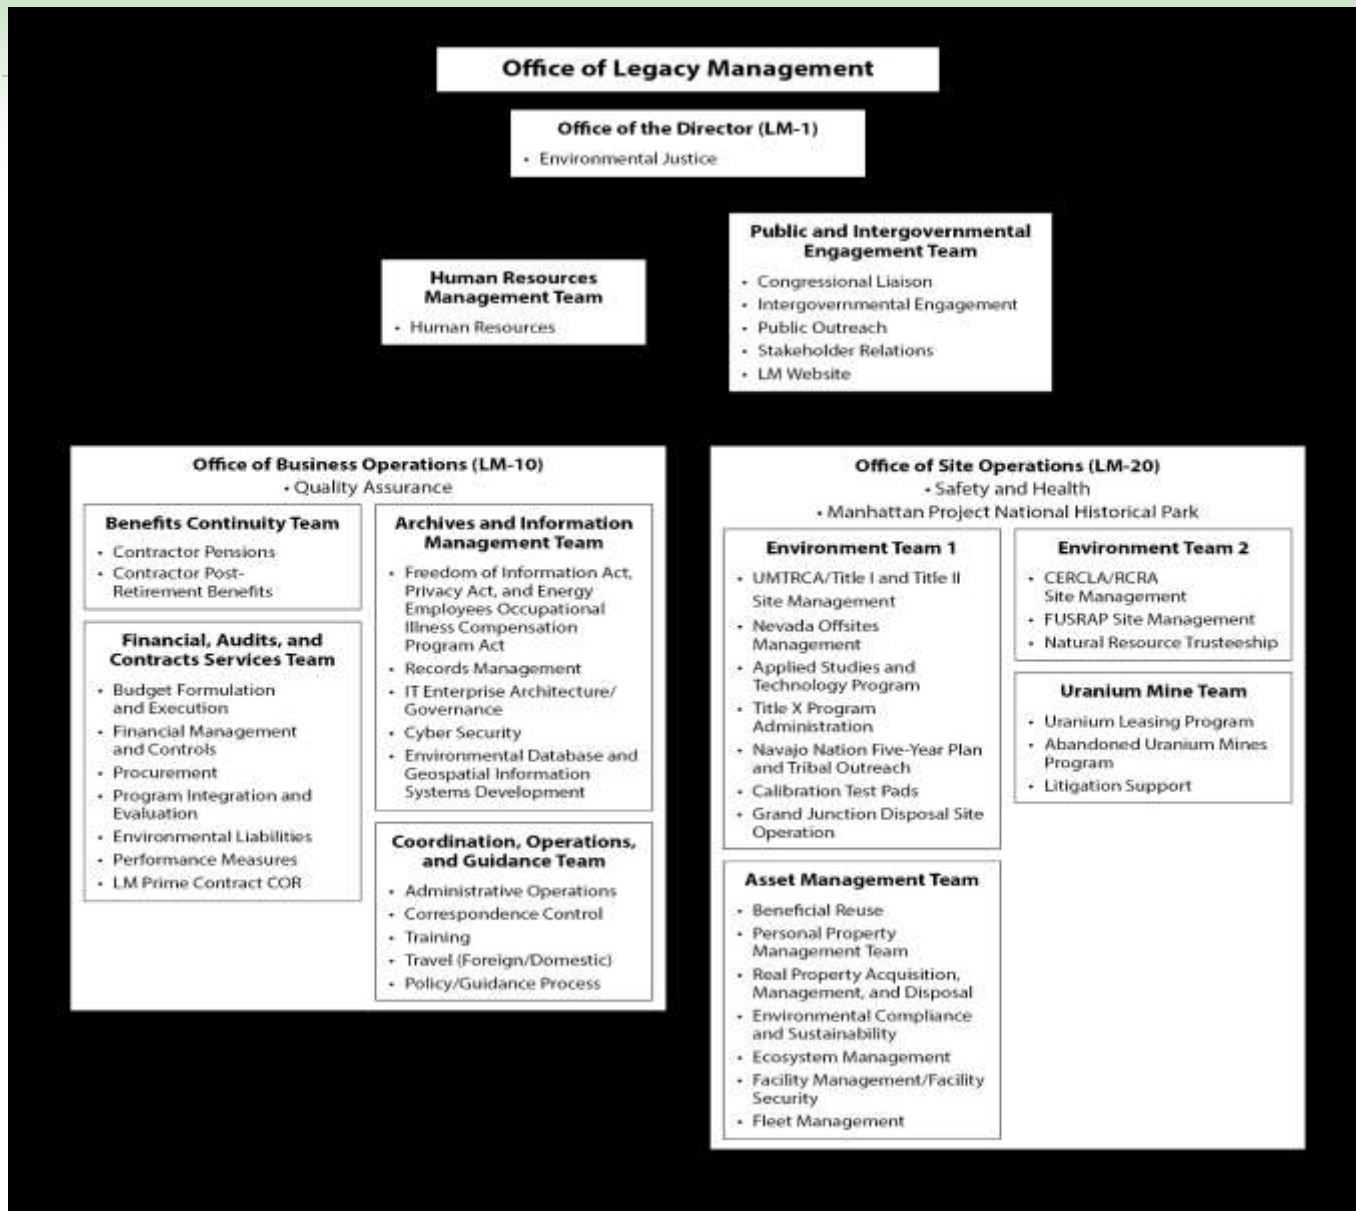 Office of Legacy Management
Office of the Director (LM-1)
• Environmental Justice
Human Resources
Management Team
• Human Resources
Public and Intergovernmental
Engagement Team
• Congressional Liaison
• Intergovernmental Engagement
• Public Outreach
• Stakeholder Relations
• LM Website
Office of Business Operations (LM-10)
• Quality Assurance
Benefits Continuity Team
• Contractor Pensions
• Contractor Post-
Retirement Benefits
Financial, Audits, and
Contracts Services Team
• Budget Formulation
and Execution
• Financial Management
and Controls
• Procurement
• Program Integration and
Evaluation
• Environmental Liabilities
• Performance Measures
• LM Prime Contract COR
Archives and Information
Management Team
• Freedom of Information Act,
Privacy Act, and Energy
Employees Occupational
Illness Compensation
Program Act
• Records Management
• IT Enterprise Architecture/
Governance
• Cyber Security
• Environmental Database and
Geospatial Information
Systems Development
Coordination, Operations,
and Guidance Team
• Administrative Operations
• Correspondence Control
• Training
• Travel (Foreign/Domestic)
• Policy/Guidance Process
Office of Site Operations (LM-20)
• Safety and Health
• Manhattan Project National Historical Park
Environment Team 1
• UMTRCA/Title I and Title II
Site Management
• Nevada Offsites
Management
• Applied Studies and
Technology Program
• Title X Program
Administration
• Navajo Nation Five-Year Plan
and Tribal Outreach
• Calibration Test Pads
• Grand Junction Disposal Site
Operation
Asset Management Team
• Beneficial Reuse
• Personal Property
Management Team
• Real Property Acquisition,
Management, and Disposal
• Environmental Compliance
and Sustainability
• Ecosystem Management
• Facility Management/Facility
Security
• Fleet Management
Environment Team 2
• CERCLA/RCRA
Site Management
• FUSRAP Site Management
• Natural Resource Trusteeship
Uranium Mine Team
• Uranium Leasing Program
• Abandoned Uranium Mines
Program
• Litigation Support